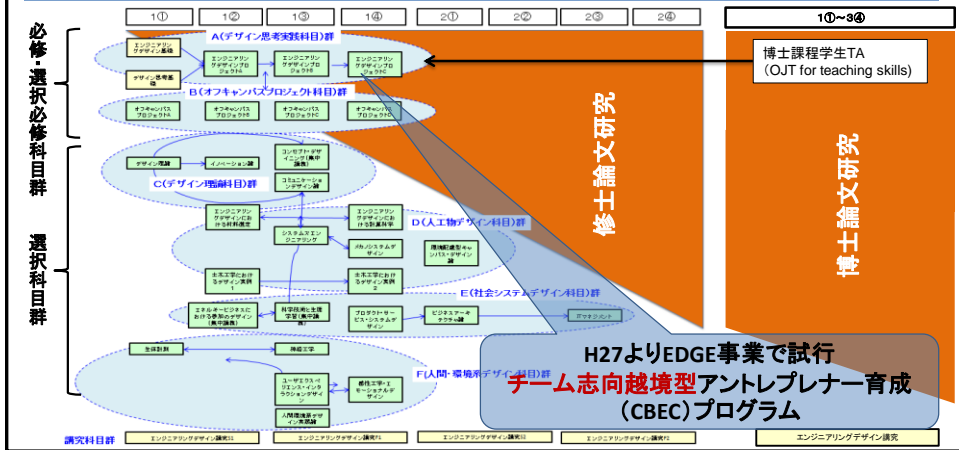 1① 1② 1③ 1④ 2① 2② 2③ 2④ 1①~3④
必修・選択必修科目群
選択科目群
A(デザイン思考実践科目)群
エンジニアリン
グデザイン基礎
デザイン思考基
礎
エンジニアリン
グデザインプロ
ジェクトA
エンジニアリン
グデザインプロ
ジェクトB
エンジニアリン
グデザインプロ
ジェクトC
B(オフキャンパスプロジェクト科目)群
オフキャンパス
プロジェクトA
オフキャンパス
プロジェクトB
オフキャンパス
プロジェクトC
オフキャンパス
プロジェクトD
デザイン理論
イノベーション論
コンセプト・デザ
イニング(集中
講義)
C(デザイン理論科目)群
コミュニケーショ
ンデザイン論
エンジニアリン
グデザインにお
ける材料選定
エンジニアリン
グデザインにお
ける計算科学
D(人工物デザイン科目)群
システムズエン
ジニアリング
メカノシステムデ
ザイン
環境配慮型キャ
ンパス・デザイン
論
土木工学におけ
るデザイン実例
1
土木工学におけ
るデザイン実例
2
E(社会システムデザイン科目)群
エネルギービジネスに
おける参加のデザイン
(集中講義)
科学技術と生涯
学習(集中講
義)
プロダクト・サー
ビス・システムデ
ザイン
ビジネスアーキ
テクチャ論
ITマネジメント
生体計測
神経工学
F(人間・環境系デザイン科目)群
ユーザエクスペ
リエンス・インタ
ラクションデザイ
ン
感性工学・エ
モーショナルデ
ザイン
人間環境系デザ
イン実践論
修士論文研究
博士論文研究
博士課程学生TA
(OJT for teaching skills)
H27よりEDGE事業で試行
チーム志向越境型アントレプレナー育成
(CBEC)プログラム
講究科目群
エンジニアリングデザイン講究S1
エンジニアリングデザイン講究F1
エンジニアリングデザイン講究S2
エンジニアリングデザイン講究F2
エンジニアリングデザイン講究